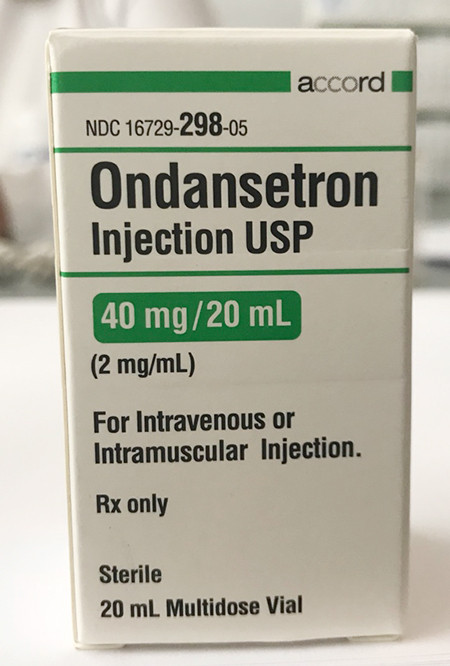 accord
NDC 16729-298-05
Ondansetron
Injection USP
40 mg/20 mL
(2 mg/mL)
For Intravenous or
Intramuscular Injection.
Rx only
Sterile
20 mL Multidose Vial